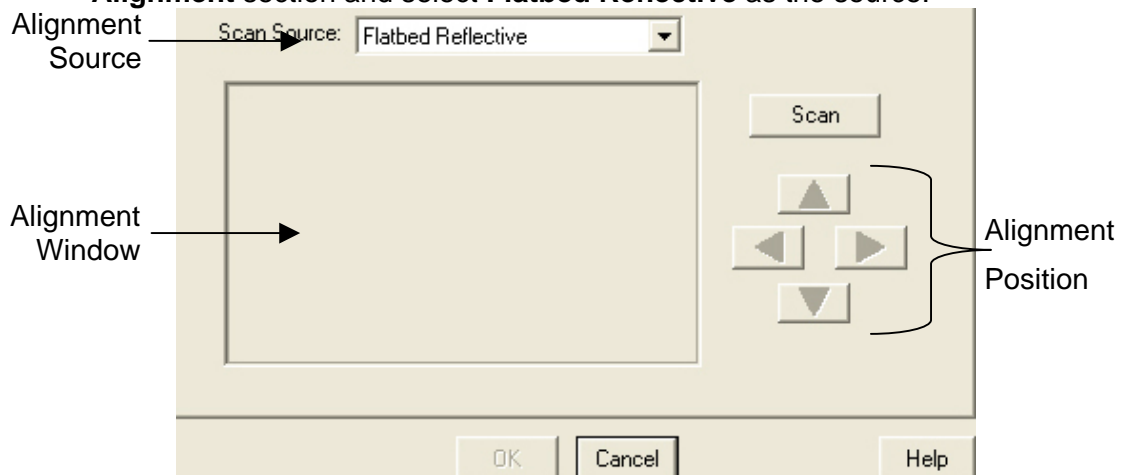 Alignment section and select Flatbed Reflective as the source.
Alignment
Source
Scan Source: Flatbed Reflective
Scan
Alignment
Window
Alignment
Position
OK Cancel Help